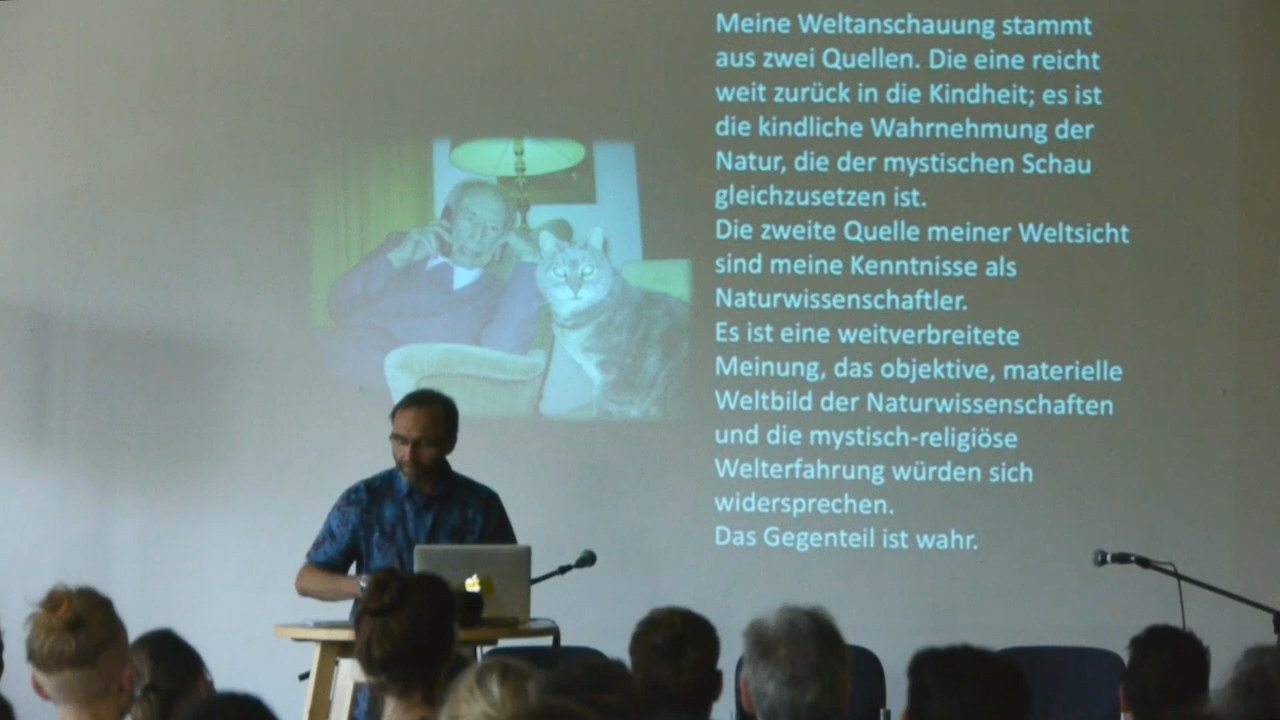 Meine Weltanschauung stammt
aus zwei Quellen. Die eine reicht
weit zurück in die Kindheit; es ist
die kindliche Wahrnehmung der
Natur, die der mystischen Schau
gleichzusetzen ist.
Die zweite Quelle meiner Weltsicht
sind meine Kenntnisse als
Naturwissenschaftler.
Es ist eine weitverbreitete
Meinung, das objektive, materielle
Weltbild der Naturwissenschaften
und die mystisch-religiöse
Welterfahrung würden sich
widersprechen.
Das Gegenteil ist wahr.